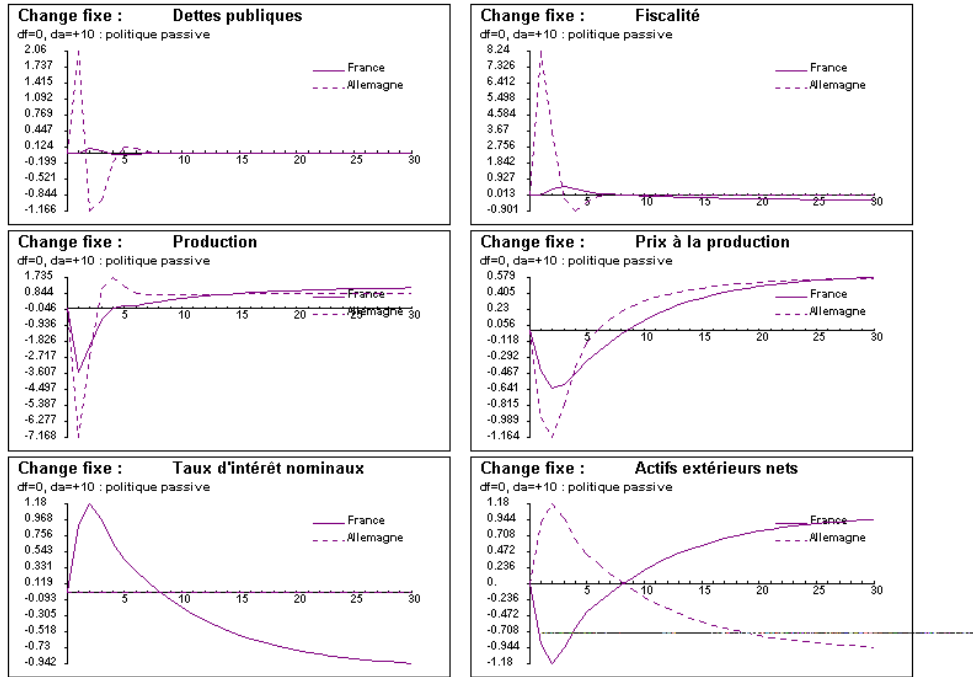 Change fixe : Dettes publiques
df=0, da=+10 : politique passive
2.06
1.737
1.415
1.092
0.769
0.447
0.124
-0.199
-0.521
-0.844
-1.166
5 10 15 20 25 30
France
Allemagne
Change fixe : Fiscalité
df=0, da=+10 : politique passive
8.24
7.326
6.412
5.498
4.584
3.67
2.756
1.842
0.927
0.013
-0.901
5 10 15 20 25 30
France
Allemagne
Change fixe : Production
df=0, da=+10 : politique passive
1.735
0.844
-0.046
-0.936
-1.826
-2.717
-3.607
-4.497
-5.387
-6.277
-7.168
5 10 15 20 25 30
France
Allemagne
Change fixe : Prix à la production
df=0, da=+10 : politique passive
0.579
0.405
0.23
0.056
-0.118
-0.292
-0.467
-0.641
-0.815
-0.989
-1.164
5 10 15 20 25 30
France
Allemagne
Change fixe : Taux d'intérêt nominaux
df=0, da=+10 : politique passive
1.18
0.968
0.756
0.543
0.331
0.119
-0.093
-0.305
-0.518
-0.73
-0.942
5 10 15 20 25 30
France
Allemagne
Change fixe : Actifs extérieurs nets
df=0, da=+10 : politique passive
1.18
0.944
0.708
0.472
0.236
0.
-0.236
-0.472
-0.708
-0.944
-1.18
5 10 15 20 25 30
France
Allemagne